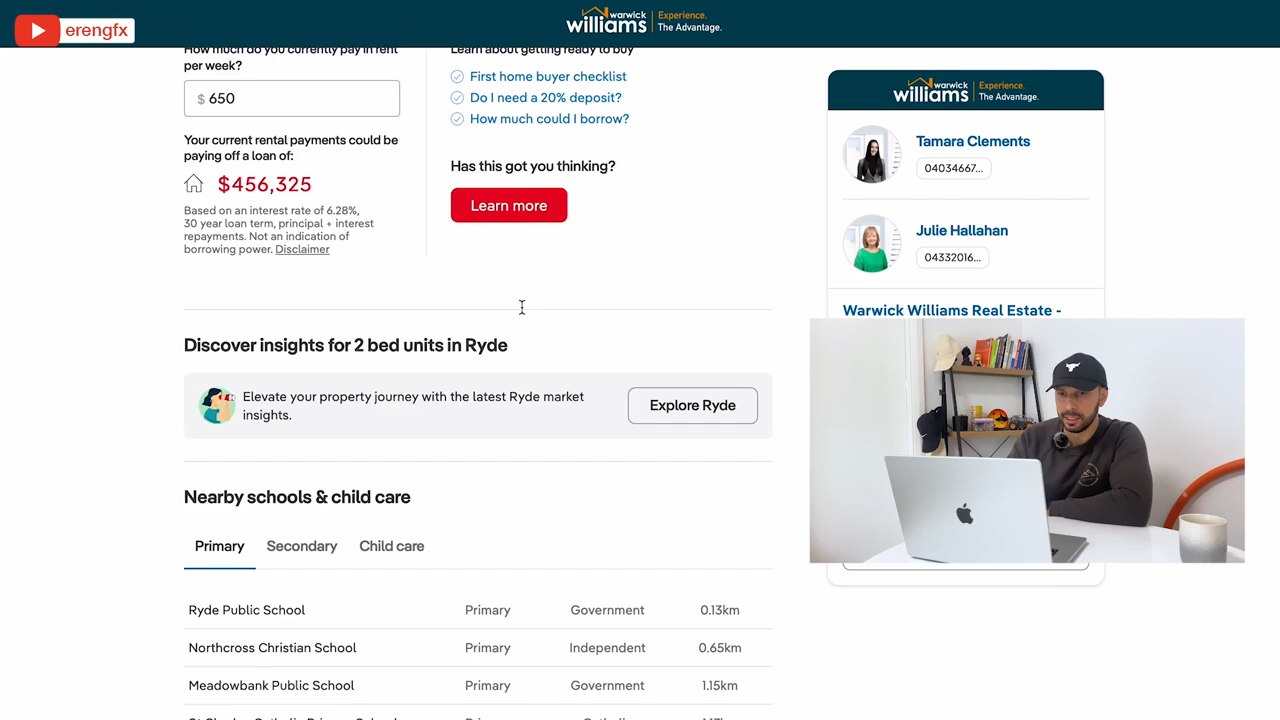 erengfx
warwick
williams
Experience.
The Advantage.
How much do you currently pay in rent
per week?
$ 650
Your current rental payments could be
paying off a loan of:
$456,325
Based on an interest rate of 6.28%,
30 year loan term, principal + interest
repayments. Not an indication of
borrowing power. Disclaimer
Learn about getting ready to buy
First home buyer checklist
Do I need a 20% deposit?
How much could I borrow?
Has this got you thinking?
Learn more
warwick
williams
Experience.
The Advantage.
Tamara Clements
04034667...
Julie Hallahan
04332016...
Warwick Williams Real Estate -
Discover insights for 2 bed units in Ryde
Elevate your property journey with the latest Ryde market
insights.
Explore Ryde
Nearby schools & child care
Primary Secondary Child care
Ryde Public School Primary Government 0.13km
Northcross Christian School Primary Independent 0.65km
Meadowbank Public School Primary Government 1.15km